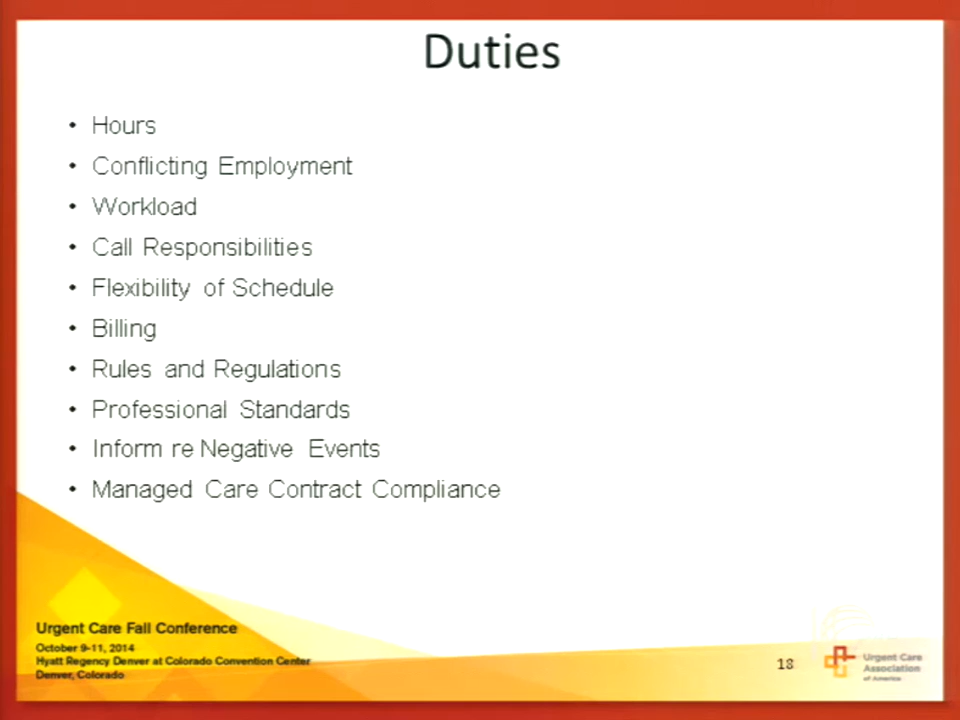 Duties
• Hours
• Conflicting Employment
• Workload
• Call Responsibilities
• Flexibility of Schedule
• Billing
• Rules and Regulations
• Professional Standards
• Inform re Negative Events
• Managed Care Contract Compliance
Urgent Care Fall Conference
October 9-11, 2014
Hyatt Regency Denver at Colorado Convention Center
Denver, Colorado
18
Urgent Care
Association
of America